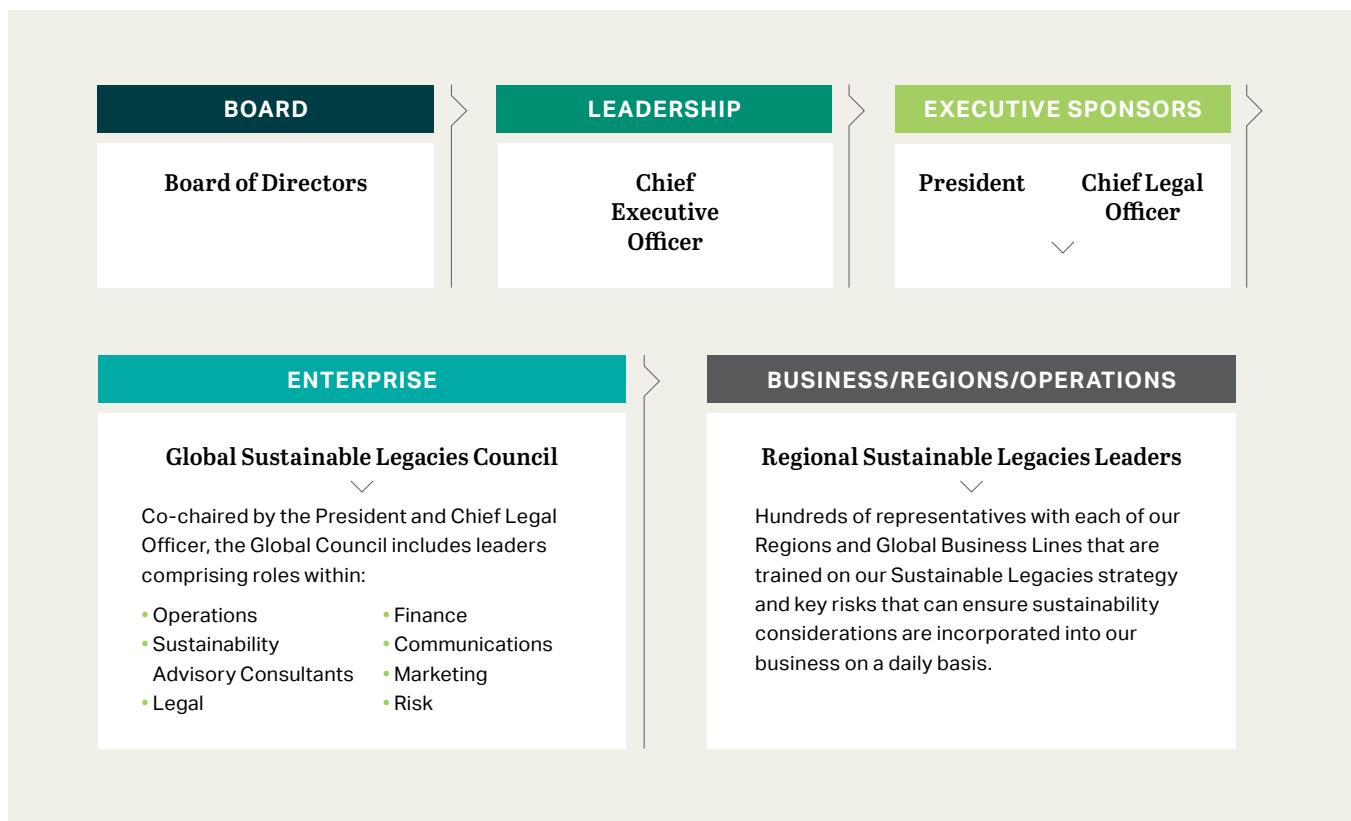 BOARD
Board of Directors
LEADERSHIP
Chief
Executive
Officer
EXECUTIVE SPONSORS
President
Chief Legal
Officer
ENTERPRISE
Global Sustainable Legacies Council
Co-chaired by the President and Chief Legal
Officer, the Global Council includes leaders
comprising roles within:
• Operations
• Sustainability
Advisory Consultants
• Legal
• Finance
• Communications
• Marketing
• Risk
BUSINESS/REGIONS/OPERATIONS
Regional Sustainable Legacies Leaders
Hundreds of representatives with each of our
Regions and Global Business Lines that are
trained on our Sustainable Legacies strategy
and key risks that can ensure sustainability
considerations are incorporated into our
business on a daily basis.